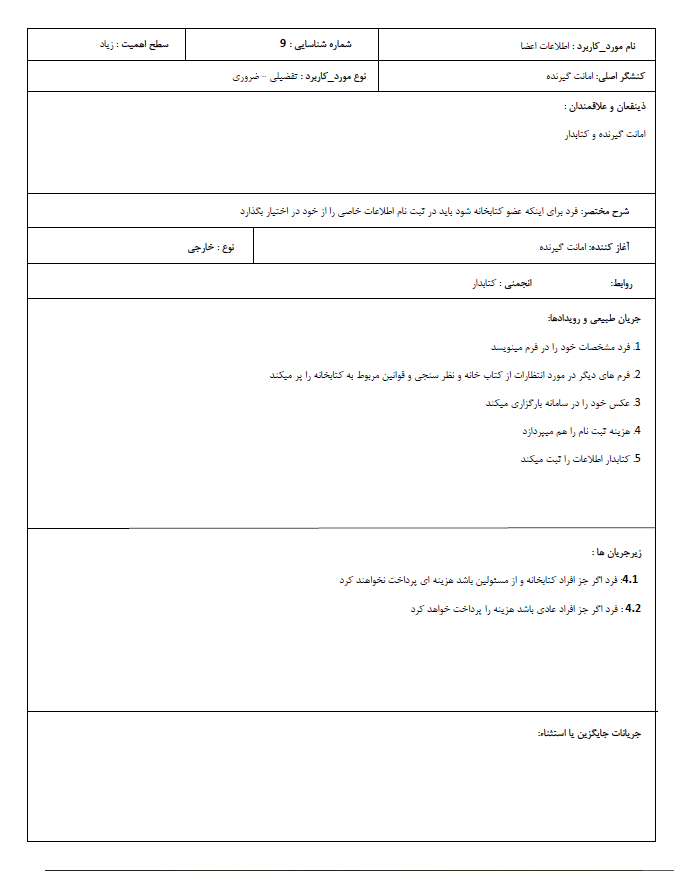 نام مورد_کاربرد : اطلاعات اعضا شماره شناسایی : 9 سطح اهمیت : زیاد
کنشگر اصلی: امانت گیرنده نوع مورد_کاربرد : تفصیلی - ضروری
ذینفعان و علاقمندان :
امانت گیرنده و کتابدار
شرح مختصر: فرد برای اینکه عضو کتابخانه شود باید در ثبت نام اطلاعات خاصی را از خود در اختیار بگذارد
آغاز کننده: امانت گیرنده نوع : خارجی
روابط: انجمنی : کتابدار
جریان طبیعی و رویدادها:
1. فرد مشخصات خود را در فرم مینویسد
2. فرم های دیگر در مورد انتظارات از کتاب خانه و نظر سنجی و قوانین مربوط به کتابخانه را پر میکند
3. عکس خود را در سامانه بارگزاری میکند
4. هزینه ثبت نام را هم میپردازد
5. کتابدار اطلاعات را ثبت میکند
زیرجریان ها :
4.1: فرد اگر جز افراد کتابخانه و از مسئولین باشد هزینه ای پرداخت نخواهند کرد
4.2 : فرد اگر جز افراد عادی باشد هزینه را پرداخت خواهد کرد
جریانات جایگزین یا استثناء: